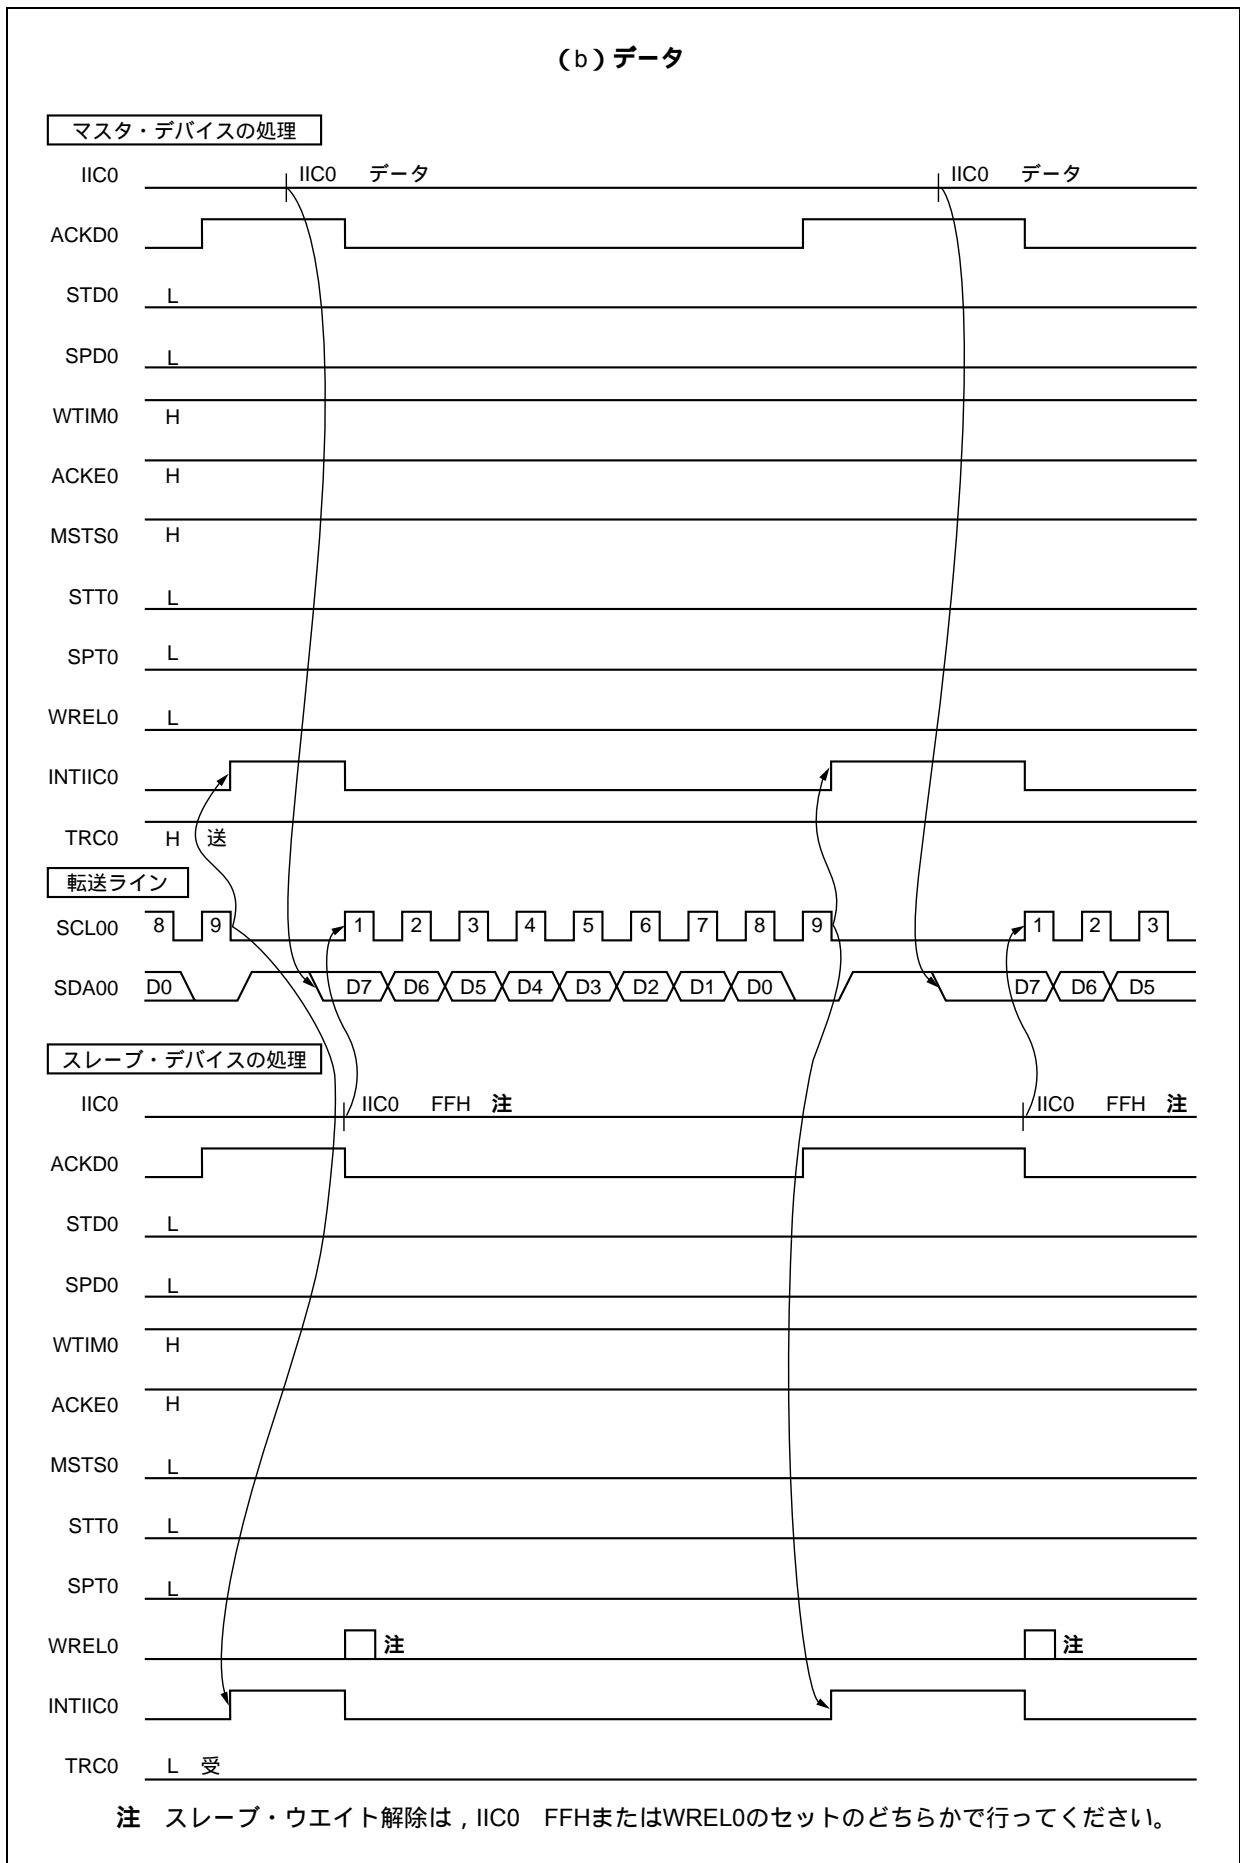 (b)データ
マスタ・デバイスの処理
IIC0 IIC0 データ IIC0 データ
ACKD0
STD0 L
SPD0 L
WTIM0 H
ACKE0 H
MSTS0 H
STT0 L
SPT0 L
WREL0 L
INTIIC0
TRC0 H 送
転送ライン
SCL00 8 9 1 2 3 4 5 6 7 8 9 1 2 3
SDA00 D0 D7 D6 D5 D4 D3 D2 D1 D0 D7 D6 D5
スレーブ・デバイスの処理
IIC0 IIC0 FFH 注 IIC0 FFH 注
ACKD0
STD0 L
SPD0 L
WTIM0 H
ACKE0 H
MSTS0 L
STT0 L
SPT0 L
WREL0 注 注
INTIIC0
TRC0 L 受
注 スレーブ・ウエイト解除は,IIC0 FFHまたはWREL0のセットのどちらかで行ってください。